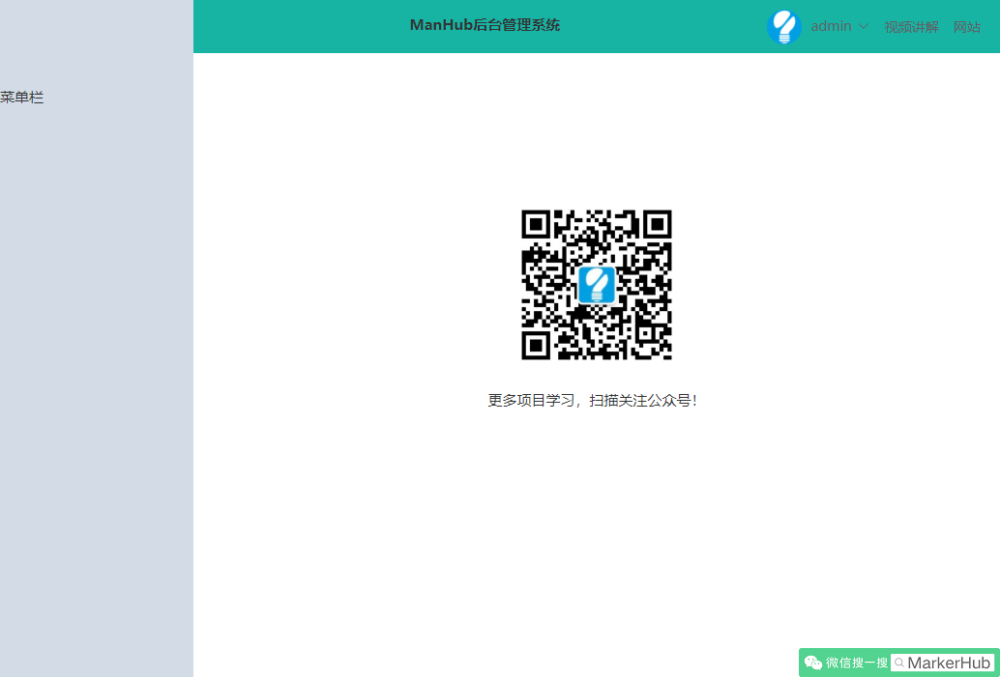 ManHub后台管理系统
admin
视频讲解
网站
菜单栏
更多项目学习，扫描关注公众号！
微信搜一搜
MarkerHub